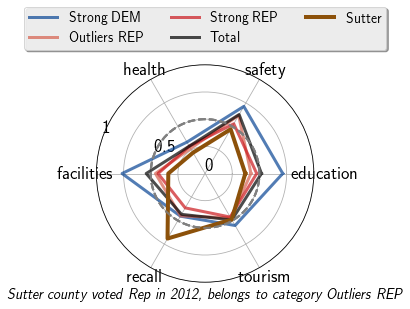 Strong DEM Strong REP Sutter
Outliers REP Total
health safety
1
0.5
0
facilities education
recall tourism
Sutter county voted Rep in 2012, belongs to category Outliers REP